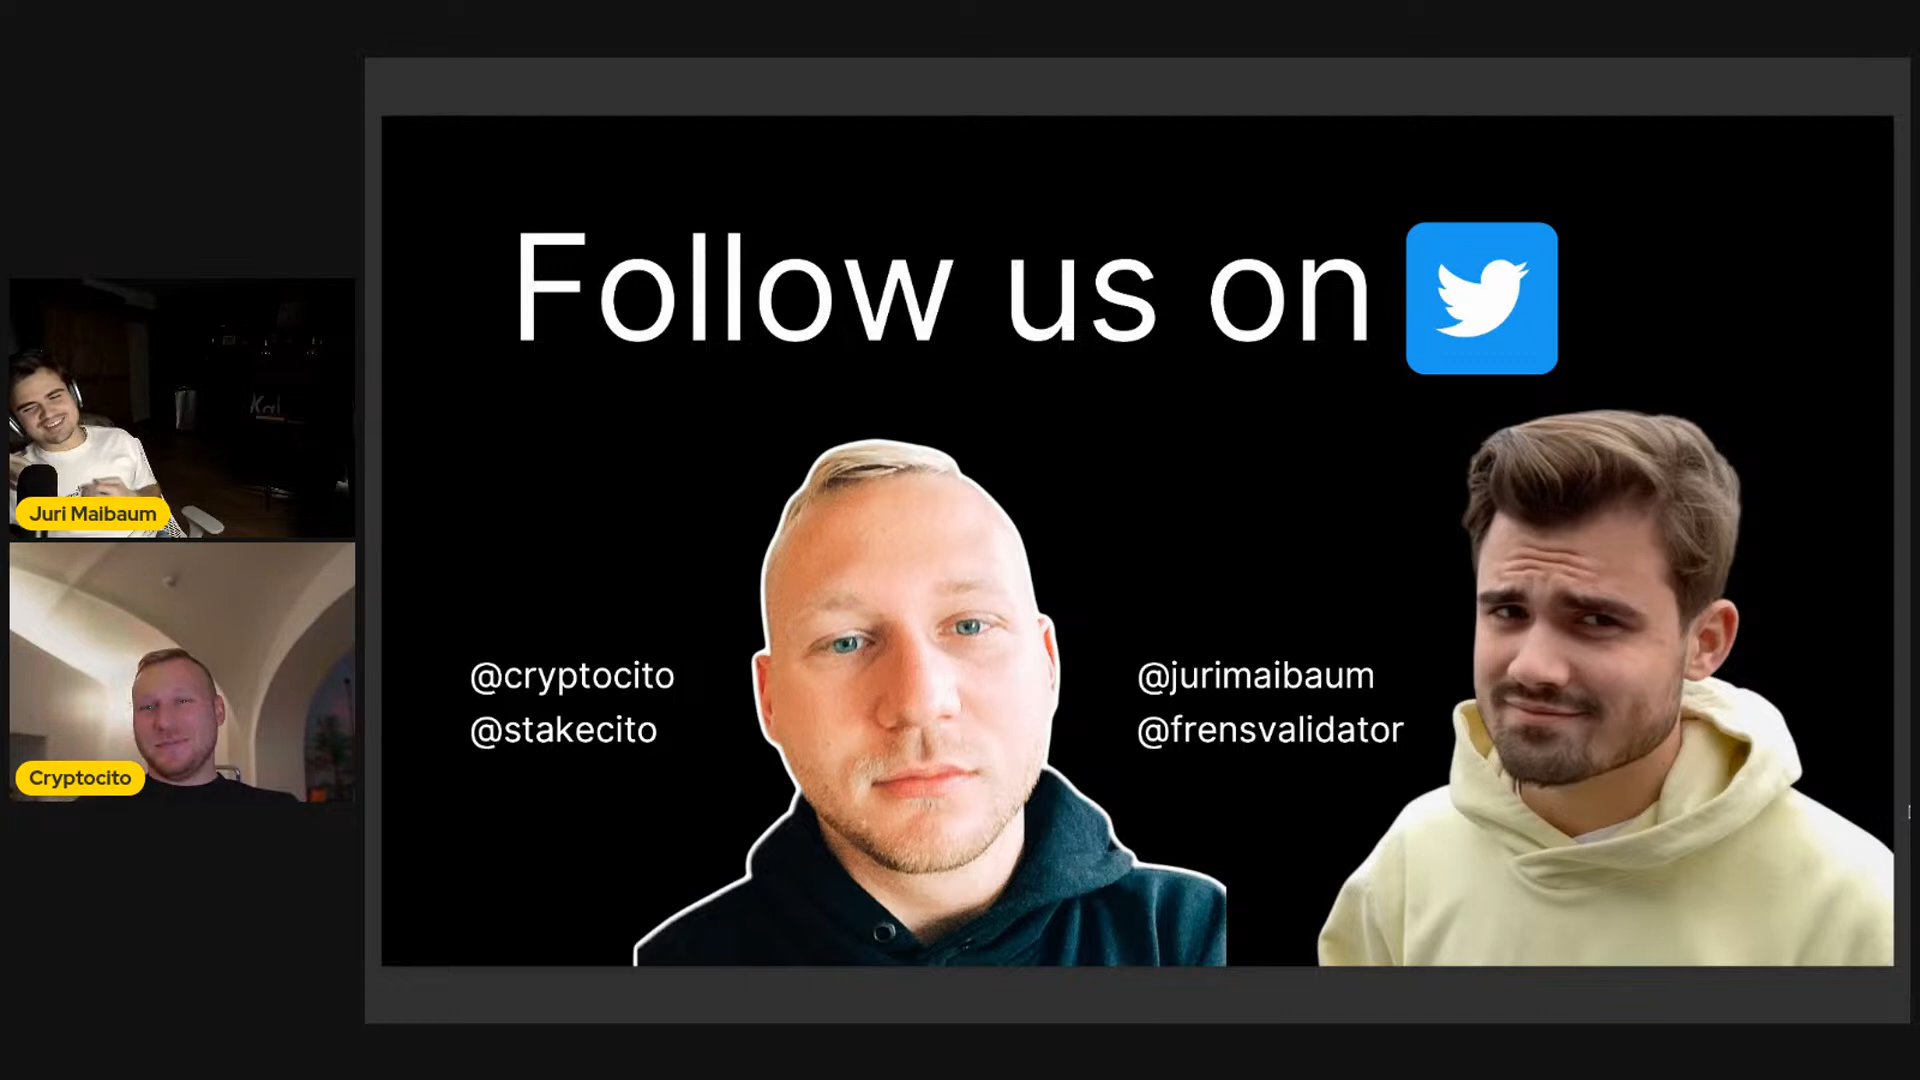 Follow us on
@cryptocito
@stakecito
@jurimaibaum
@frensvalidator
Juri Maibaum
Cryptocito